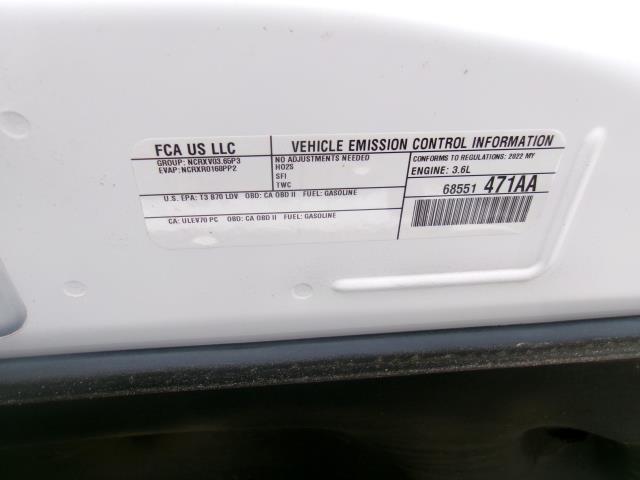 FCA US LLC
GROUP: NCRXV03.65P3
EVAP: NCRXR0168PP2
VEHICLE EMISSION CONTROL INFORMATION
NO ADJUSTMENTS NEEDED
HO2S
SFI
TWC
CONFORMS TO REGULATIONS: 2022 MY
ENGINE: 3.6L
U.S. EPA: T3 B70 LDV OBD: CA OBD II FUEL: GASOLINE
CA: ULEV70 PC OBD: CA OBD II FUEL: GASOLINE
68551 471AA